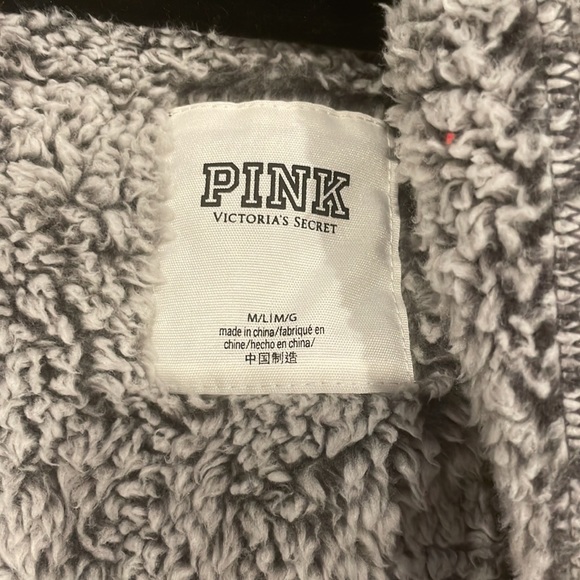 PINK
VICTORIA'S SECRET
M/L|M/G
made in china/fabriqué en
chine/hecho en china/
中国制造